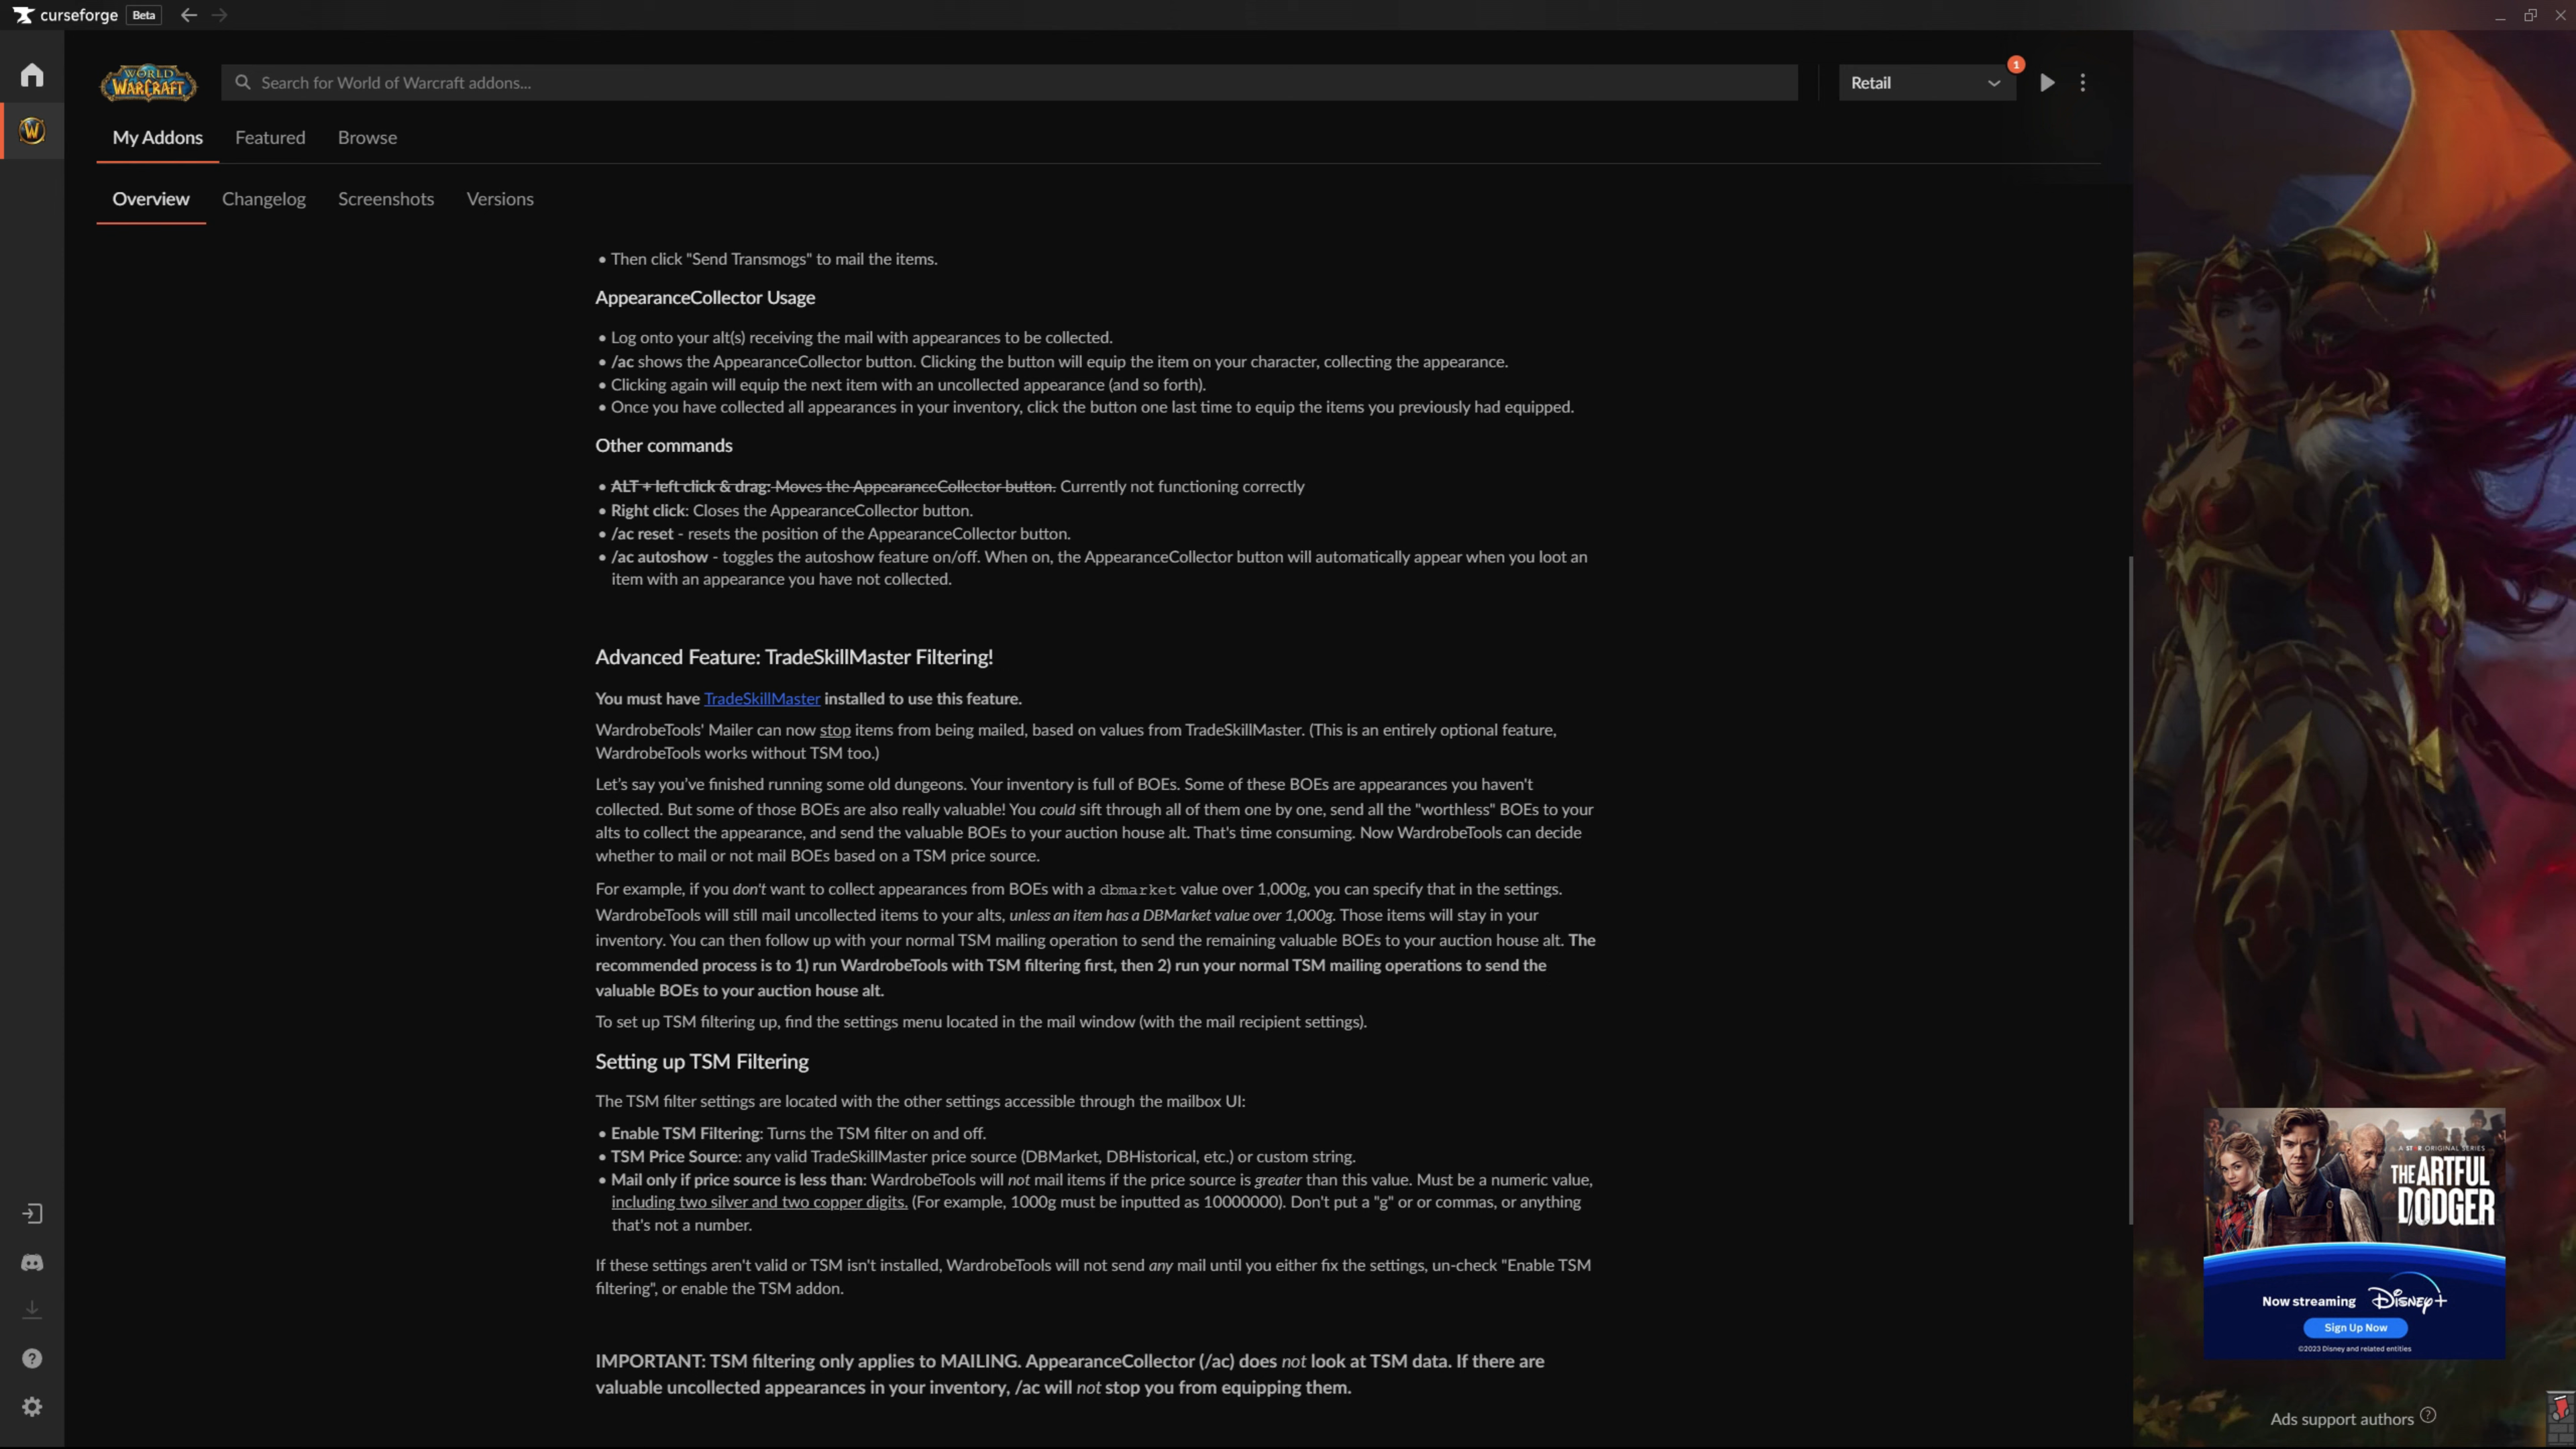 curseforge Beta
WORLD
WARCRAFT
Search for World of Warcraft addons...
Retail
1
My Addons Featured Browse
Overview Changelog Screenshots Versions
• Then click "Send Transmogs" to mail the items.
AppearanceCollector Usage
• Log onto your alt(s) receiving the mail with appearances to be collected.
• /ac shows the AppearanceCollector button. Clicking the button will equip the item on your character, collecting the appearance.
• Clicking again will equip the next item with an uncollected appearance (and so forth).
• Once you have collected all appearances in your inventory, click the button one last time to equip the items you previously had equipped.
Other commands
• ALT + left click & drag: Moves the AppearanceCollector button. Currently not functioning correctly
• Right click: Closes the AppearanceCollector button.
• /ac reset - resets the position of the AppearanceCollector button.
• /ac autoshow - toggles the autoshow feature on/off. When on, the AppearanceCollector button will automatically appear when you loot an
item with an appearance you have not collected.
Advanced Feature: TradeSkillMaster Filtering!
You must have TradeSkillMaster installed to use this feature.
WardrobeTools' Mailer can now stop items from being mailed, based on values from TradeSkillMaster. (This is an entirely optional feature,
WardrobeTools works without TSM too.)
Let's say you've finished running some old dungeons. Your inventory is full of BOEs. Some of these BOEs are appearances you haven't
collected. But some of those BOEs are also really valuable! You could sift through all of them one by one, send all the "worthless" BOEs to your
alts to collect the appearance, and send the valuable BOEs to your auction house alt. That's time consuming. Now WardrobeTools can decide
whether to mail or not mail BOEs based on a TSM price source.
For example, if you don't want to collect appearances from BOEs with a dbmarket value over 1,000g, you can specify that in the settings.
WardrobeTools will still mail uncollected items to your alts, unless an item has a DBMarket value over 1,000g. Those items will stay in your
inventory. You can then follow up with your normal TSM mailing operation to send the remaining valuable BOEs to your auction house alt. The
recommended process is to 1) run WardrobeTools with TSM filtering first, then 2) run your normal TSM mailing operations to send the
valuable BOEs to your auction house alt.
To set up TSM filtering up, find the settings menu located in the mail window (with the mail recipient settings).
Setting up TSM Filtering
The TSM filter settings are located with the other settings accessible through the mailbox UI:
• Enable TSM Filtering: Turns the TSM filter on and off.
• TSM Price Source: any valid TradeSkillMaster price source (DBMarket, DBHistorical, etc.) or custom string.
• Mail only if price source is less than: WardrobeTools will not mail items if the price source is greater than this value. Must be a numeric value,
including two silver and two copper digits. (For example, 1000g must be inputted as 10000000). Don't put a "g" or or commas, or anything
that's not a number.
If these settings aren't valid or TSM isn't installed, WardrobeTools will not send any mail until you either fix the settings, un-check "Enable TSM
filtering", or enable the TSM addon.
IMPORTANT: TSM filtering only applies to MAILING. AppearanceCollector (/ac) does not look at TSM data. If there are
valuable uncollected appearances in your inventory, /ac will not stop you from equipping them.
A STAR ORIGINAL SERIES
THE ARTFUL
DODGER
Now streaming Disney+
Sign Up Now
©2023 Disney and related entities
Ads support authors